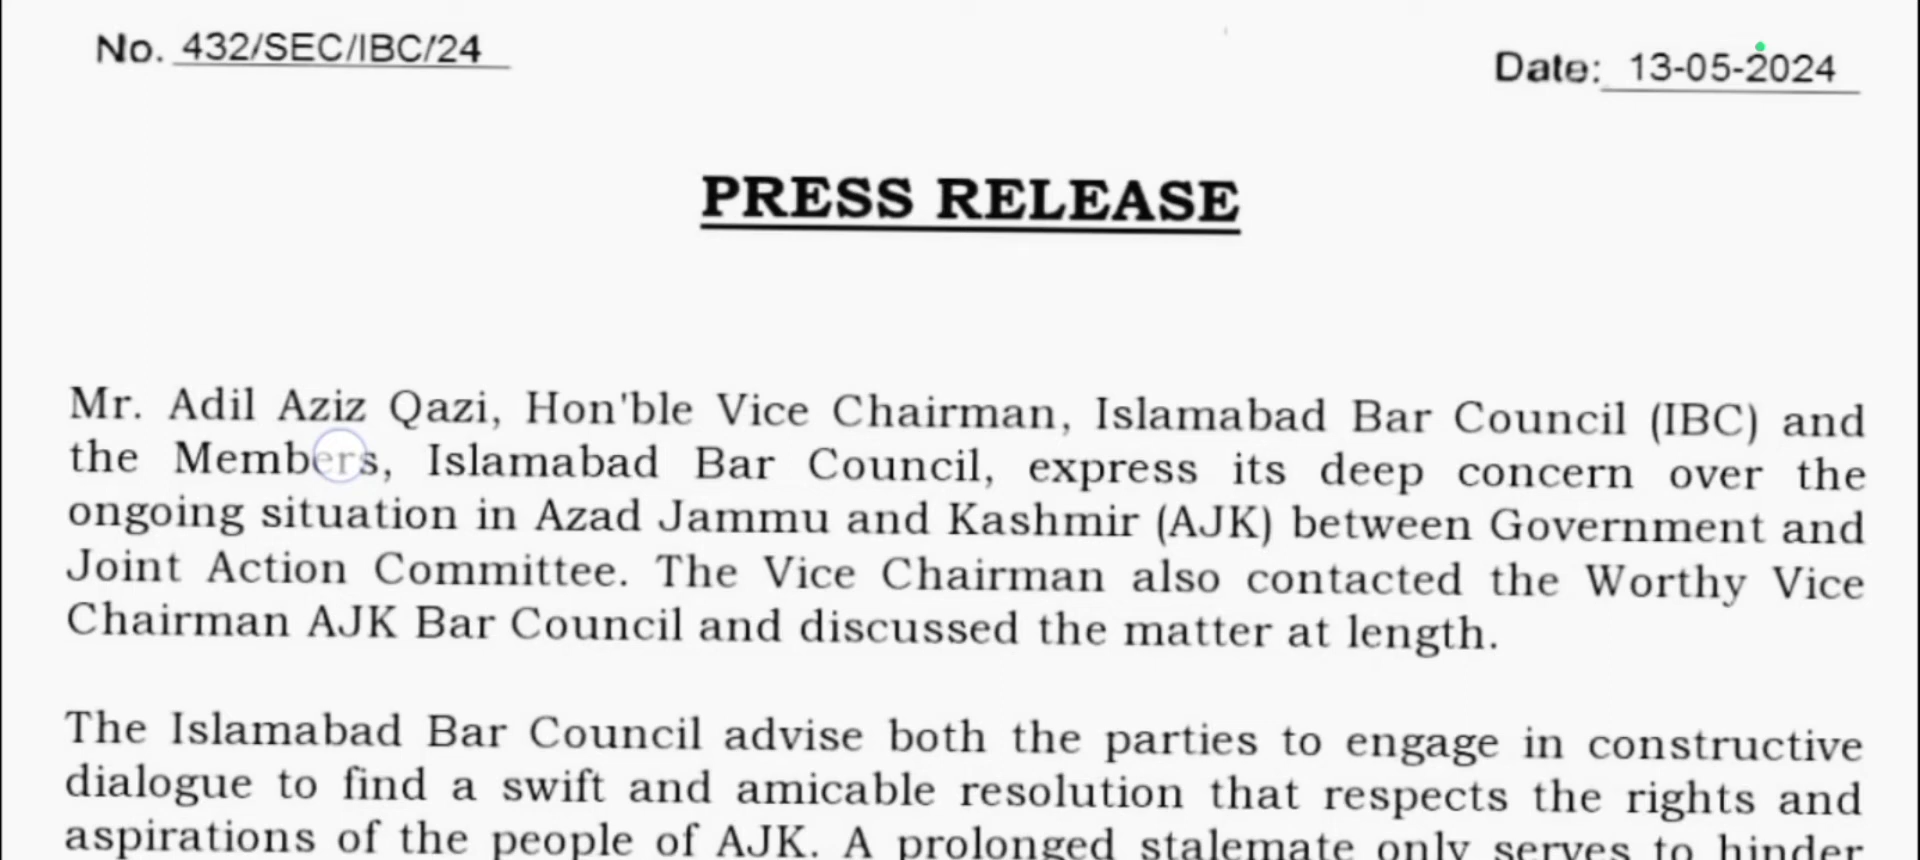 No. 432/SEC/IBC/24
Date: 13-05-2024
PRESS RELEASE
Mr. Adil Aziz Qazi, Hon'ble Vice Chairman, Islamabad Bar Council (IBC) and
the Members, Islamabad Bar Council, express its deep concern over the
ongoing situation in Azad Jammu and Kashmir (AJK) between Government and
Joint Action Committee. The Vice Chairman also contacted the Worthy Vice
Chairman AJK Bar Council and discussed the matter at length.
The Islamabad Bar Council advise both the parties to engage in constructive
dialogue to find a swift and amicable resolution that respects the rights and
aspirations of the people of AJK. A prolonged stalemate only serves to hinder